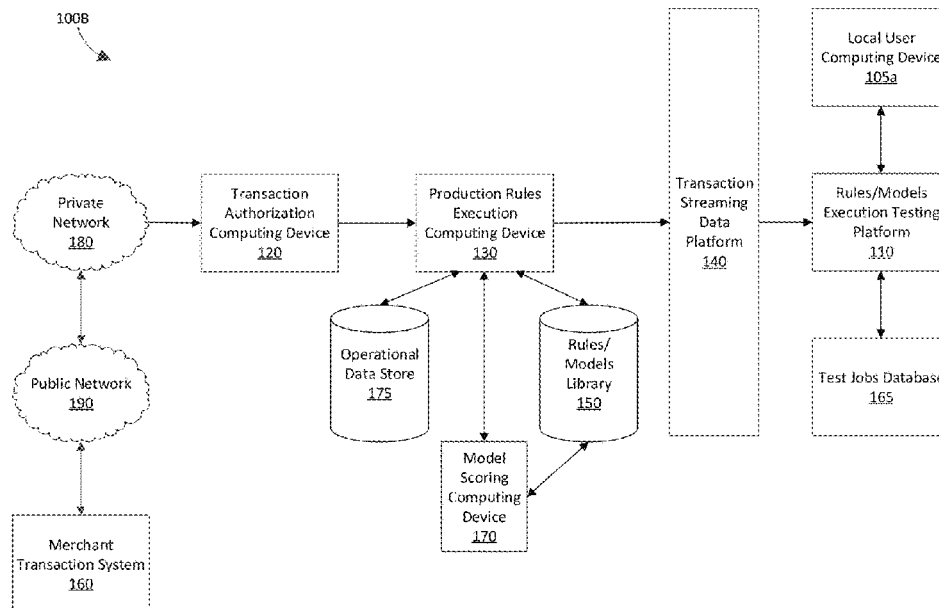 100B
Local User
Computing Device
105a
Private
Network
180
Transaction
Authorization
Computing Device
120
Production Rules
Execution
Computing Device
130
Transaction
Streaming
Data
Platform
140
Rules/Models
Execution Testing
Platform
110
Operational
Data Store
175
Rules/
Models
Library
150
Public Network
190
Test Jobs Database
165
Model
Scoring
Computing
Device
170
Merchant
Transaction System
160